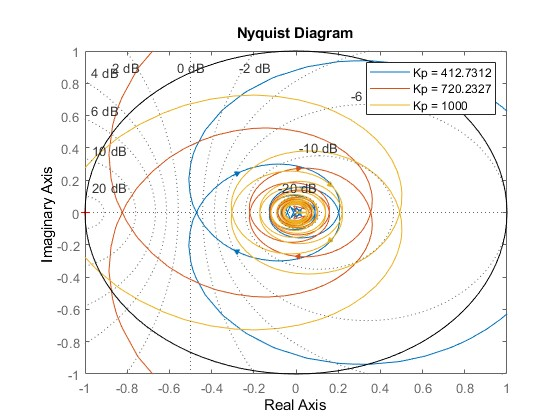 Nyquist Diagram
1
0.8
0.6
0.4
0.2
0
-0.2
-0.4
-0.6
-0.8
-1
Imaginary Axis
2 dB
0 dB
-2 dB
4 dB
6 dB
-6
10 dB
-10 dB
20 dB
-20 dB
Kp = 412.7312
Kp = 720.2327
Kp = 1000
-1
-0.8
-0.6
-0.4
-0.2
0
0.2
0.4
0.6
0.8
1
Real Axis